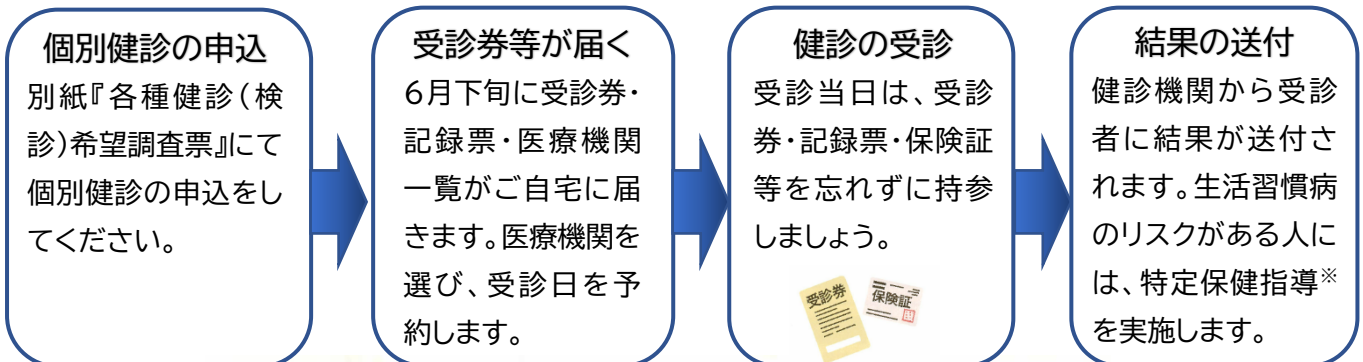 個別健診の申込
別紙『各種健診(検
診)希望調査票』にて
個別健診の申込をし
てください。
受診券等が届く
6月下旬に受診券・
記録票・医療機関
一覧がご自宅に届
きます。医療機関を
選び、受診日を予
約します。
健診の受診
受診当日は、受診
券・記録票・保険証
等を忘れずに持参
しましょう。
受診券
保険証
結果の送付
健診機関から受診
者に結果が送付さ
れます。生活習慣病
のリスクがある人に
は、特定保健指導※
を実施します。